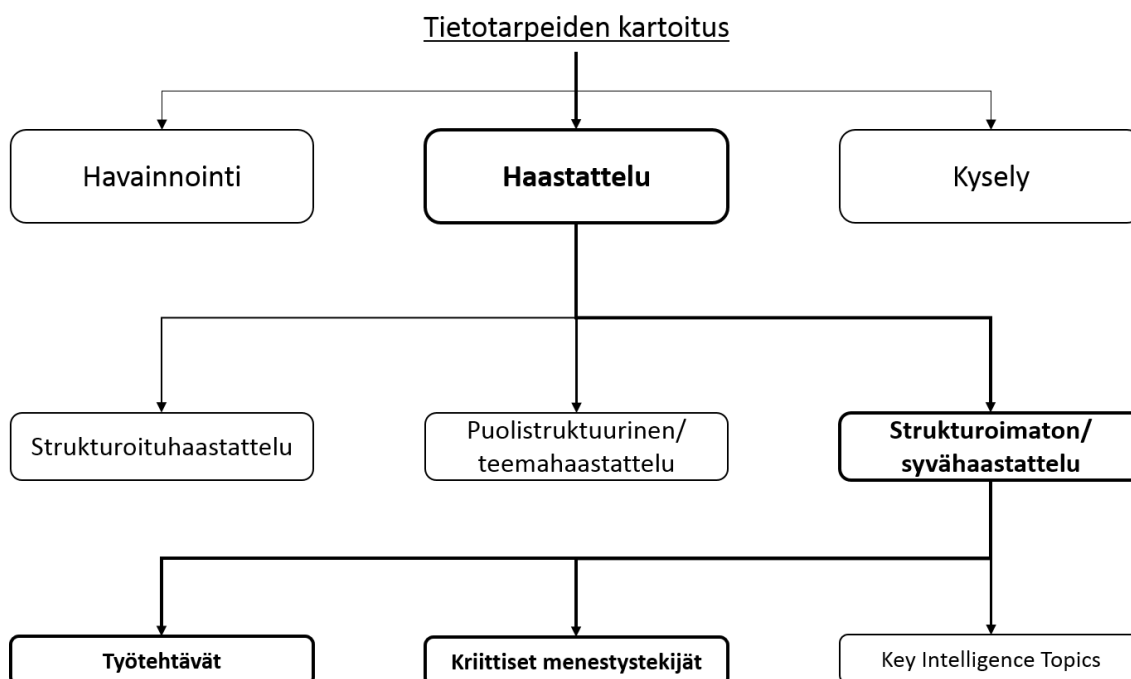 Tietotarpeiden kartoitus
Havainnointi
Haastattelu
Kysely
Strukturoituhaastattelu
Puolistruktuurinen/
teemahaastattelu
Strukturoimaton/
syvähaastattelu
Työtehtävät
Kriittiset menestystekijät
Key Intelligence Topics